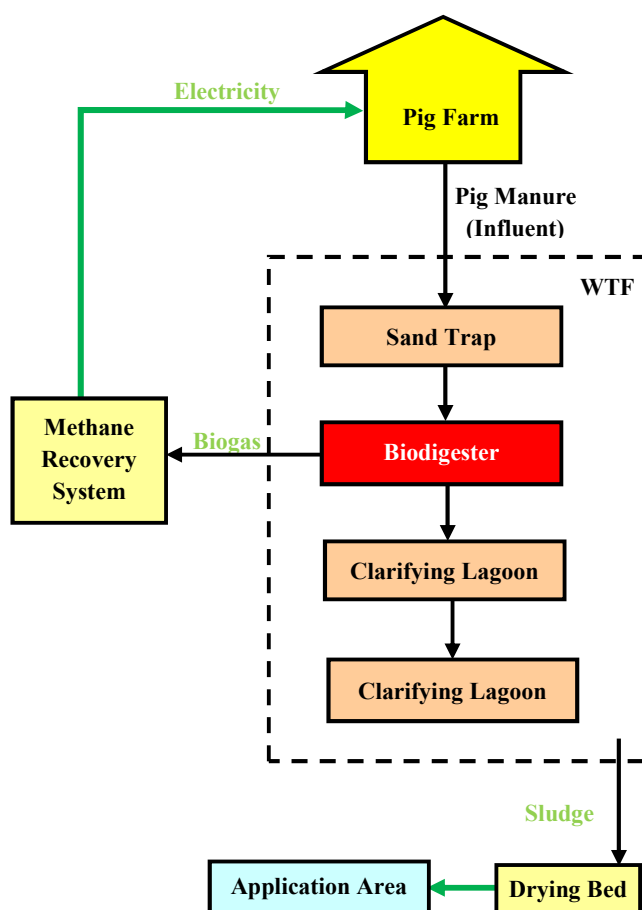 Electricity
Pig Farm
Pig Manure
(Influent)
WTF
Sand Trap
Methane
Recovery
System
Biogas
Biodigester
Clarifying Lagoon
Clarifying Lagoon
Sludge
Application Area
Drying Bed